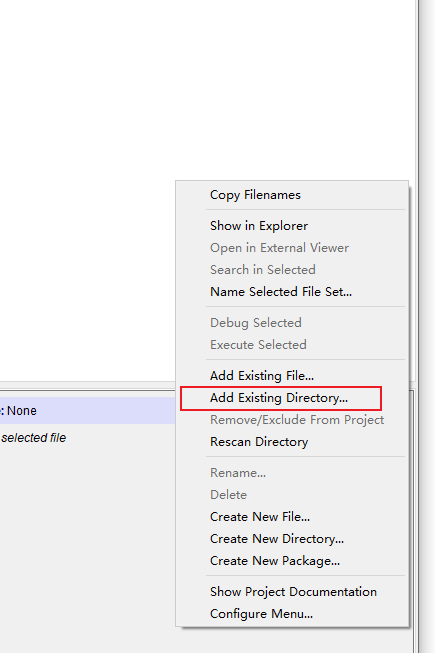 Copy Filenames
Show in Explorer
Open in External Viewer
Search in Selected
Name Selected File Set...
Debug Selected
Execute Selected
Add Existing File...
Add Existing Directory...
Remove/Exclude From Project
Rescan Directory
Rename...
Delete
Create New File...
Create New Directory...
Create New Package...
Show Project Documentation
Configure Menu...
: None
selected file